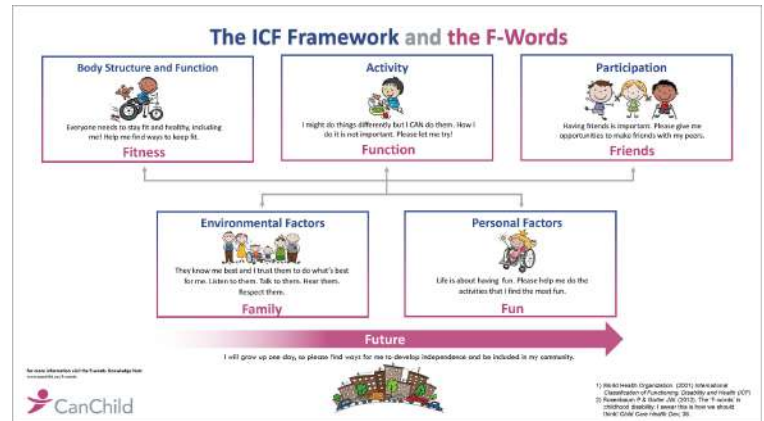 The ICF Framework and the F-Words
Body Structure and Function
Everyone needs to stay fit and healthy, including
me! Help me find ways to keep fit.
Fitness
Activity
I might do things differently but I CAN do them. How I
do it is not important. Please let me try!
Function
Participation
Having friends is important. Please give me
opportunities to make friends with my peers.
Friends
Environmental Factors
They know me best and I trust them to do what's best
for me. Listen to them. Talk to them. Hear them.
Respect them.
Family
Personal Factors
Life is about having fun. Please help me do the
activities that I find the most fun.
Fun
Future
I will grow up one day, so please find ways for me to develop independence and be included in my community.
For more information visit the F-words Knowledge Hub:
CanChild
1) World Health Organization. (2001) International
Classification of Functioning, Disability and Health (ICF)
2) Rosenbaum P & Gorter JW. (2012). The 'F-words' in
childhood disability: I swear this is how we should
think! Child Care Health Dev; 38.